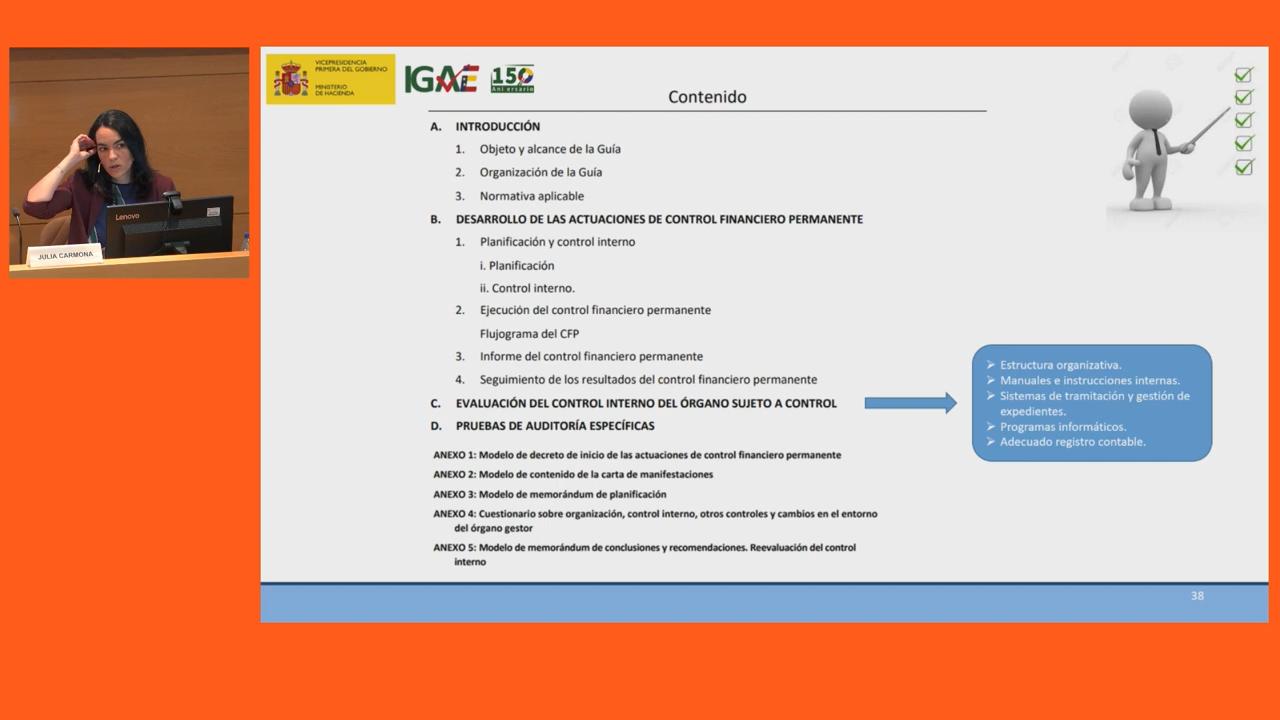 VICEPRESIDENCIA
PRIMERA DEL GOBIERNO
MINISTERIO
DE HACIENDA
IGAE
150
Aniversario
Contenido
A. INTRODUCCIÓN
1. Objeto y alcance de la Guía
2. Organización de la Guía
3. Normativa aplicable
B. DESARROLLO DE LAS ACTUACIONES DE CONTROL FINANCIERO PERMANENTE
1. Planificación y control interno
i. Planificación
ii. Control interno.
2. Ejecución del control financiero permanente
Flujograma del CFP
3. Informe del control financiero permanente
4. Seguimiento de los resultados del control financiero permanente
C. EVALUACIÓN DEL CONTROL INTERNO DEL ÓRGANO SUJETO A CONTROL
D. PRUEBAS DE AUDITORÍA ESPECÍFICAS
ANEXO 1: Modelo de decreto de inicio de las actuaciones de control financiero permanente
ANEXO 2: Modelo de contenido de la carta de manifestaciones
ANEXO 3: Modelo de memorándum de planificación
ANEXO 4: Cuestionario sobre organización, control interno, otros controles y cambios en el entorno
del órgano gestor
ANEXO 5: Modelo de memorándum de conclusiones y recomendaciones. Reevaluación del control
interno
Estructura organizativa.
Manuales e instrucciones internas.
Sistemas de tramitación y gestión de
expedientes.
Programas informáticos.
Adecuado registro contable.
38
Lenovo
JULIA CARMONA